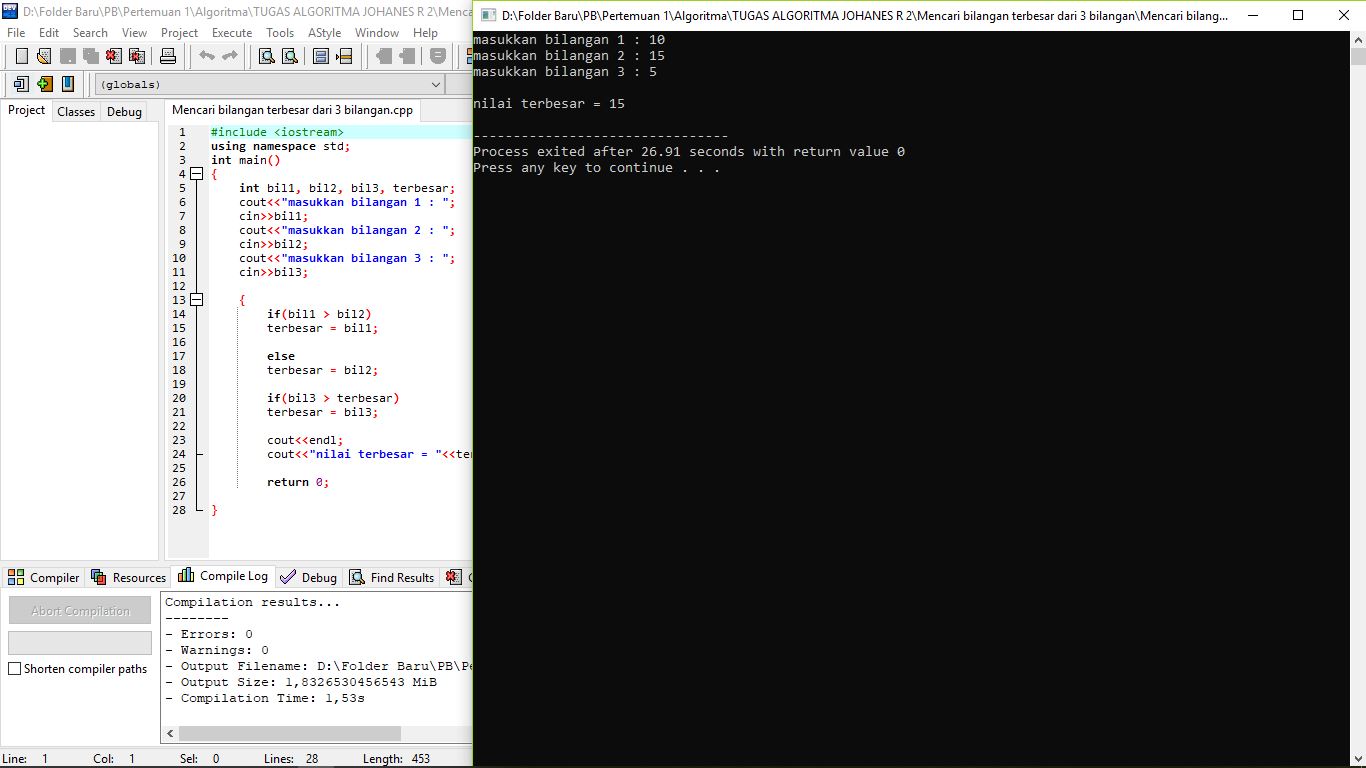 D:\Folder Baru\PB\Pertemuan 1\Algoritma\TUGAS ALGORITMA JOHANES R 2\Menca
File Edit Search View Project Execute Tools AStyle Window Help
(globals)
Project Classes Debug
Mencari bilangan terbesar dari 3 bilangan.cpp
1 #include <iostream>
2 using namespace std;
3 int main()
4 {
5 int bil1, bil2, bil3, terbesar;
6 cout<<"masukkan bilangan 1 : ";
7 cin>>bil1;
8 cout<<"masukkan bilangan 2 : ";
9 cin>>bil2;
10 cout<<"masukkan bilangan 3 : ";
11 cin>>bil3;
12
13 {
14 if(bil1 > bil2)
15 terbesar = bil1;
16
17 else
18 terbesar = bil2;
19
20 if(bil3 > terbesar)
21 terbesar = bil3;
22
23 cout<<endl;
24 cout<<"nilai terbesar = "<<te
25
26 return 0;
27
28 }
Compiler Resources Compile Log Debug Find Results
Abort Compilation
Shorten compiler paths
Compilation results...
--------
- Errors: 0
- Warnings: 0
- Output Filename: D:\Folder Baru\PB\Pe
- Output Size: 1,8326530456543 MiB
- Compilation Time: 1,53s
Line: 1 Col: 1 Sel: 0 Lines: 28 Length: 453
D:\Folder Baru\PB\Pertemuan 1\Algoritma\TUGAS ALGORITMA JOHANES R 2\Mencari bilangan terbesar dari 3 bilangan\Mencari bilang...
masukkan bilangan 1 : 10
masukkan bilangan 2 : 15
masukkan bilangan 3 : 5
nilai terbesar = 15
--------------------------------
Process exited after 26.91 seconds with return value 0
Press any key to continue . . .